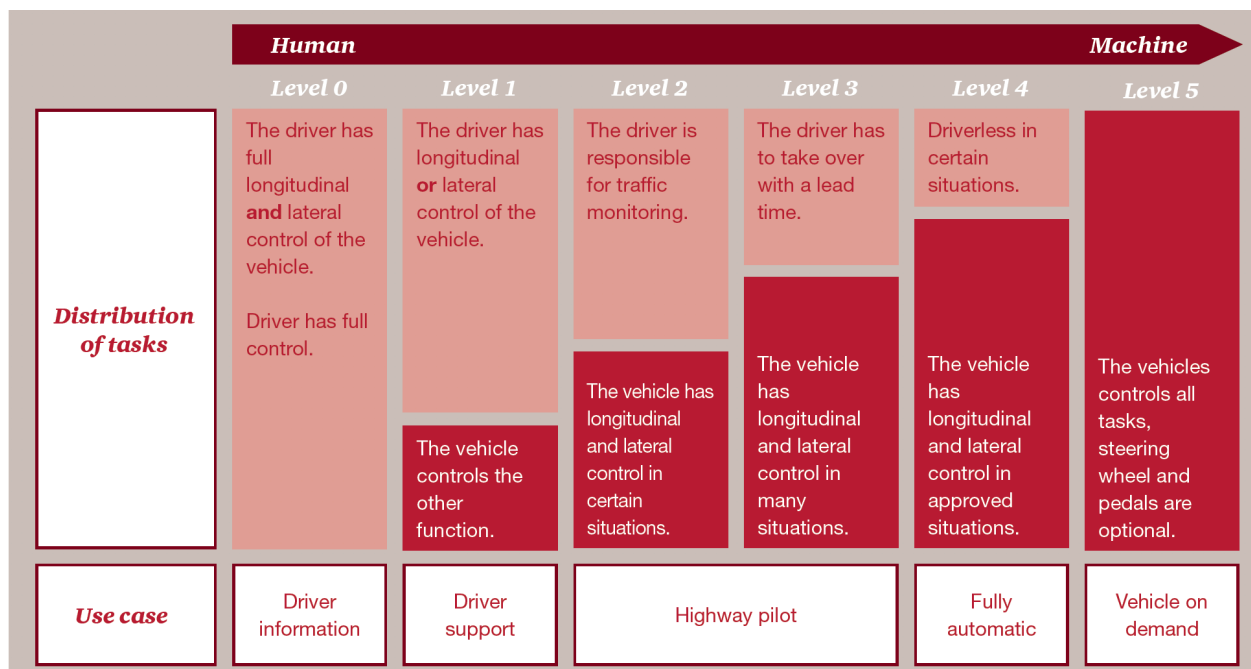 Human
Machine
Level 0
Level 1
Level 2
Level 3
Level 4
Level 5
Distribution
of tasks
The driver has
full
longitudinal
and lateral
control of the
vehicle.
Driver has full
control.
The driver has
longitudinal
or lateral
control of the
vehicle.
The vehicle
controls the
other
function.
The driver is
responsible
for traffic
monitoring.
The vehicle has
longitudinal
and lateral
control in
certain
situations.
The driver has
to take over
with a lead
time.
The vehicle
has
longitudinal
and lateral
control in
many
situations.
Driverless in
certain
situations.
The vehicle
has
longitudinal
and lateral
control in
approved
situations.
The vehicles
controls all
tasks,
steering
wheel and
pedals are
optional.
Use case
Driver
information
Driver
support
Highway pilot
Fully
automatic
Vehicle on
demand